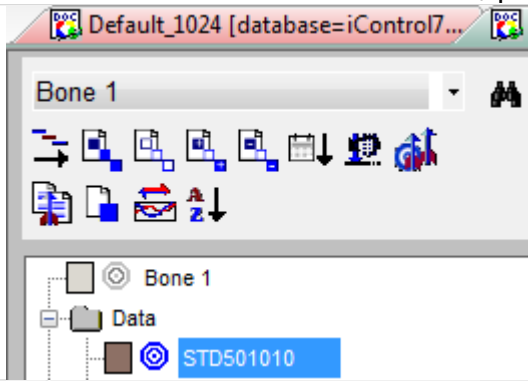 Default_1024 [database=iControl7...
Bone 1
Bone 1
Data
STD501010